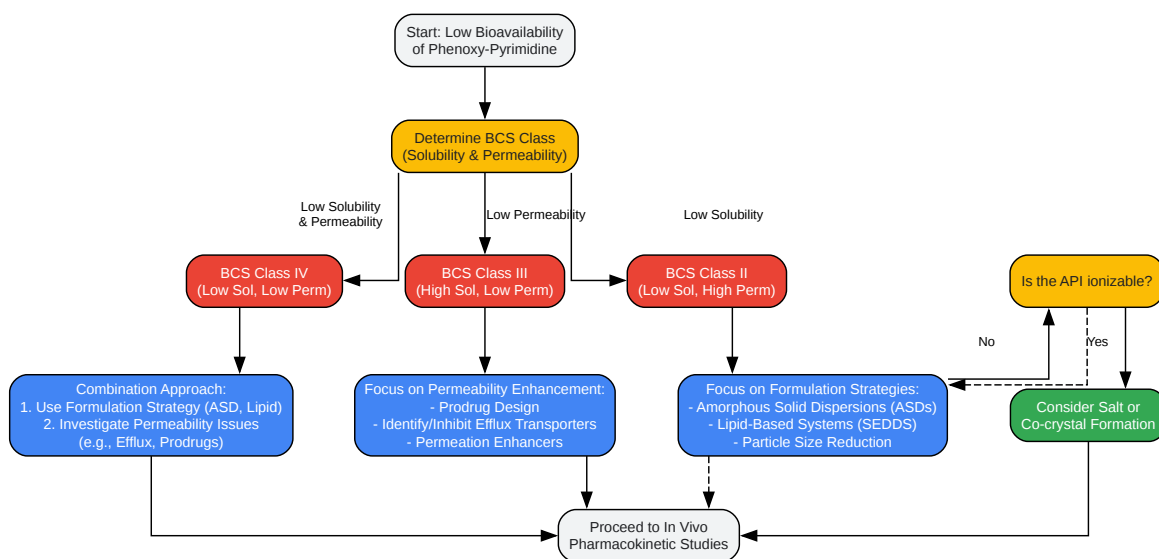 Start: Low Bioavailability
of Phenoxy-Pyrimidine
Determine BCS Class
(Solubility & Permeability)
Low Solubility
& Permeability
Low Permeability
Low Solubility
BCS Class IV
(Low Sol, Low Perm)
BCS Class III
(High Sol, Low Perm)
BCS Class II
(Low Sol, High Perm)
Is the API ionizable?
No
Yes
Combination Approach:
1. Use Formulation Strategy (ASD, Lipid)
2. Investigate Permeability Issues
(e.g., Efflux, Prodrugs)
Focus on Permeability Enhancement:
- Prodrug Design
- Identify/Inhibit Efflux Transporters
- Permeation Enhancers
Focus on Formulation Strategies:
- Amorphous Solid Dispersions (ASDs)
- Lipid-Based Systems (SEDDS)
- Particle Size Reduction
Consider Salt or
Co-crystal Formation
Proceed to In Vivo
Pharmacokinetic Studies